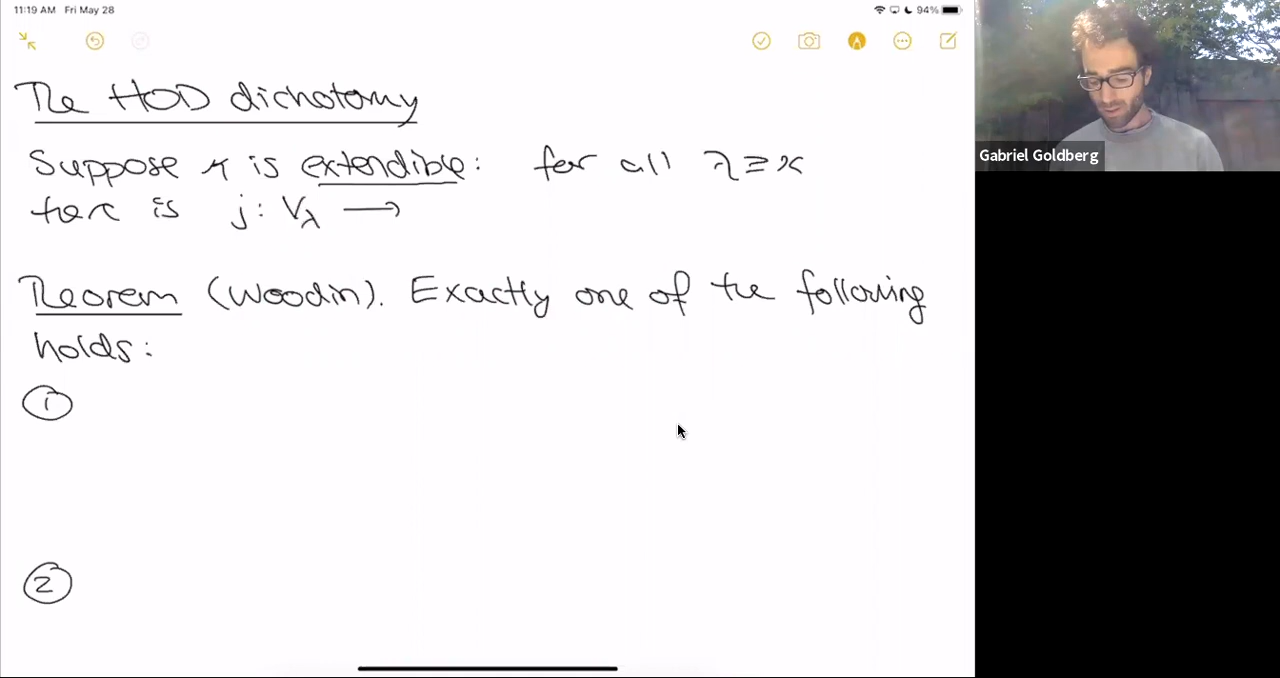 11:19 AM Fri May 28
94%
The HOD dichotomy
Suppose κ is extendible: for all λ ≥ κ
there is j: V_λ ⟶
Gabriel Goldberg
Theorem (Woodin). Exactly one of the following
holds:
①
②